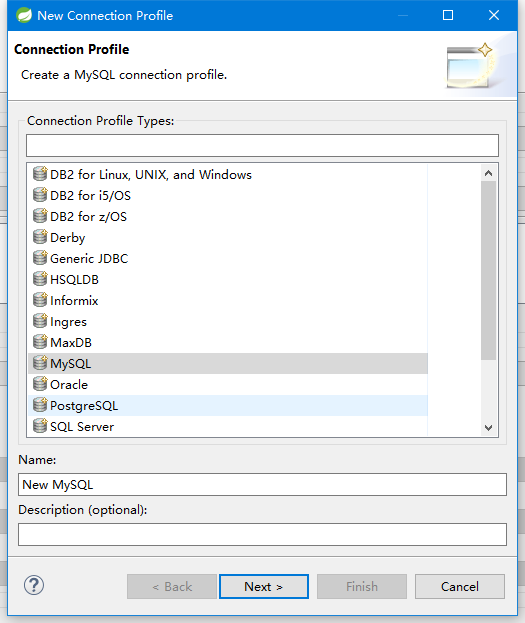 New Connection Profile
Connection Profile
Create a MySQL connection profile.
Connection Profile Types:
DB2 for Linux, UNIX, and Windows
DB2 for i5/OS
DB2 for z/OS
Derby
Generic JDBC
HSQLDB
Informix
Ingres
MaxDB
MySQL
Oracle
PostgreSQL
SQL Server
Name:
New MySQL
Description (optional):
? < Back Next > Finish Cancel